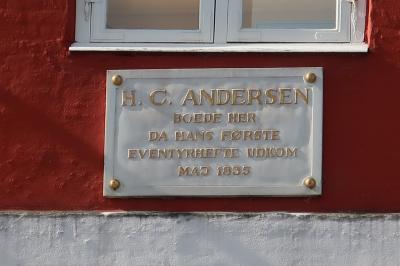 H. C. ANDERSEN
BOEDE HER
DA HANS FØRSTE
EVENTYRHEFTE UDKOM
MAJ 1835